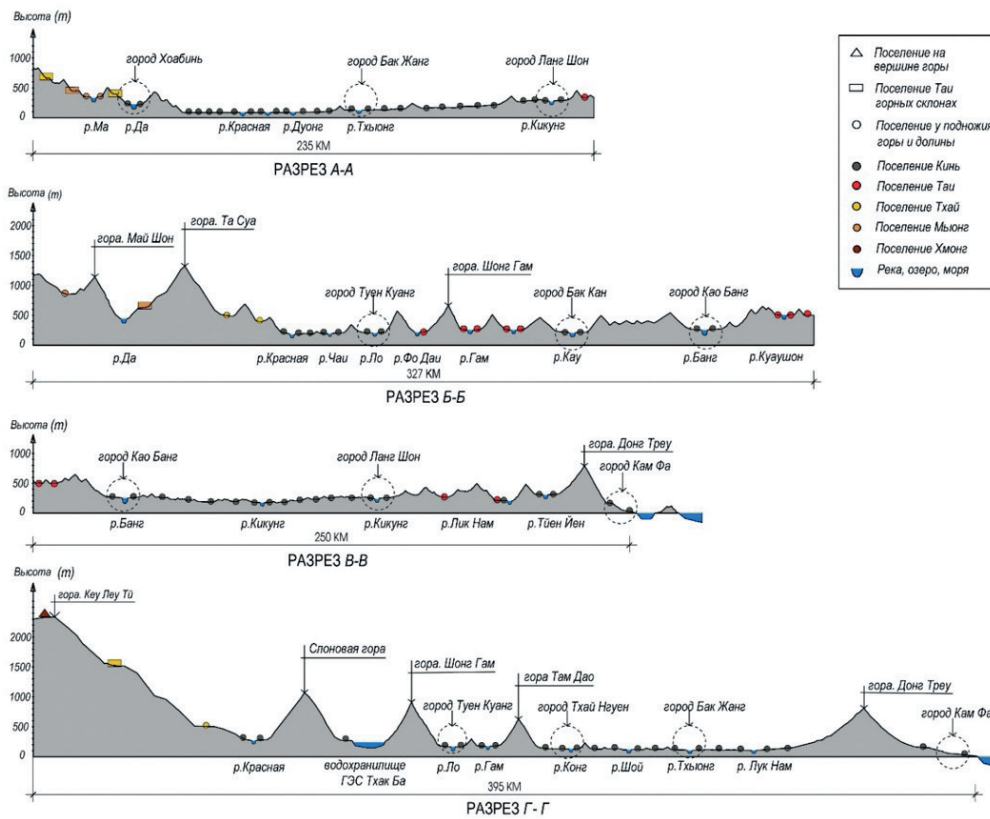 Высота (m)
1000
500
0
город Хоабинь
город Бак Жанг
город Ланг Шон
р.Ма
р.Да
р.Красная
р.Дуонг
р.Тхыонг
р.Кикунг
235 КМ
РАЗРЕЗ А-А
Высота (m)
2000
1500
1000
500
0
гора. Май Шон
гора. Та Суа
город Туен Куанг
гора. Шонг Гам
город Бак Кан
город Као Банг
р.Да
р.Красная
р.Чаи
р.Ло
р.Фо Даи
р.Гам
р.Кау
р.Банг
р.Куаушон
327 КМ
РАЗРЕЗ Б-Б
Высота (m)
1000
500
0
город Као Банг
город Ланг Шон
гора. Донг Треу
город Кам Фа
р.Банг
р.Кикунг
р.Кикунг
р.Лик Нам
р.Тйен Йен
250 КМ
РАЗРЕЗ В-В
Высота (m)
2000
1500
1000
500
0
гора. Кеу Леу Тй
Слоновая гора
гора. Шонг Гам
город Туен Куанг
гора Там Дао
город Тхай Нгуен
город Бак Жанг
гора. Донг Треу
город Кам Фа
р.Красная
водохранилище
ГЭС Тхак Ба
р.Ло
р.Гам
р.Конг
р.Шой
р.Тхыонг
р. Лук Нам
395 КМ
РАЗРЕЗ Г- Г
Поселение на
вершине горы
Поселение Таи
горных склонах
Поселение у подножия
горы и долины
Поселение Кинь
Поселение Таи
Поселение Тхай
Поселение Мыонг
Поселение Хмонг
Река, озеро, моря